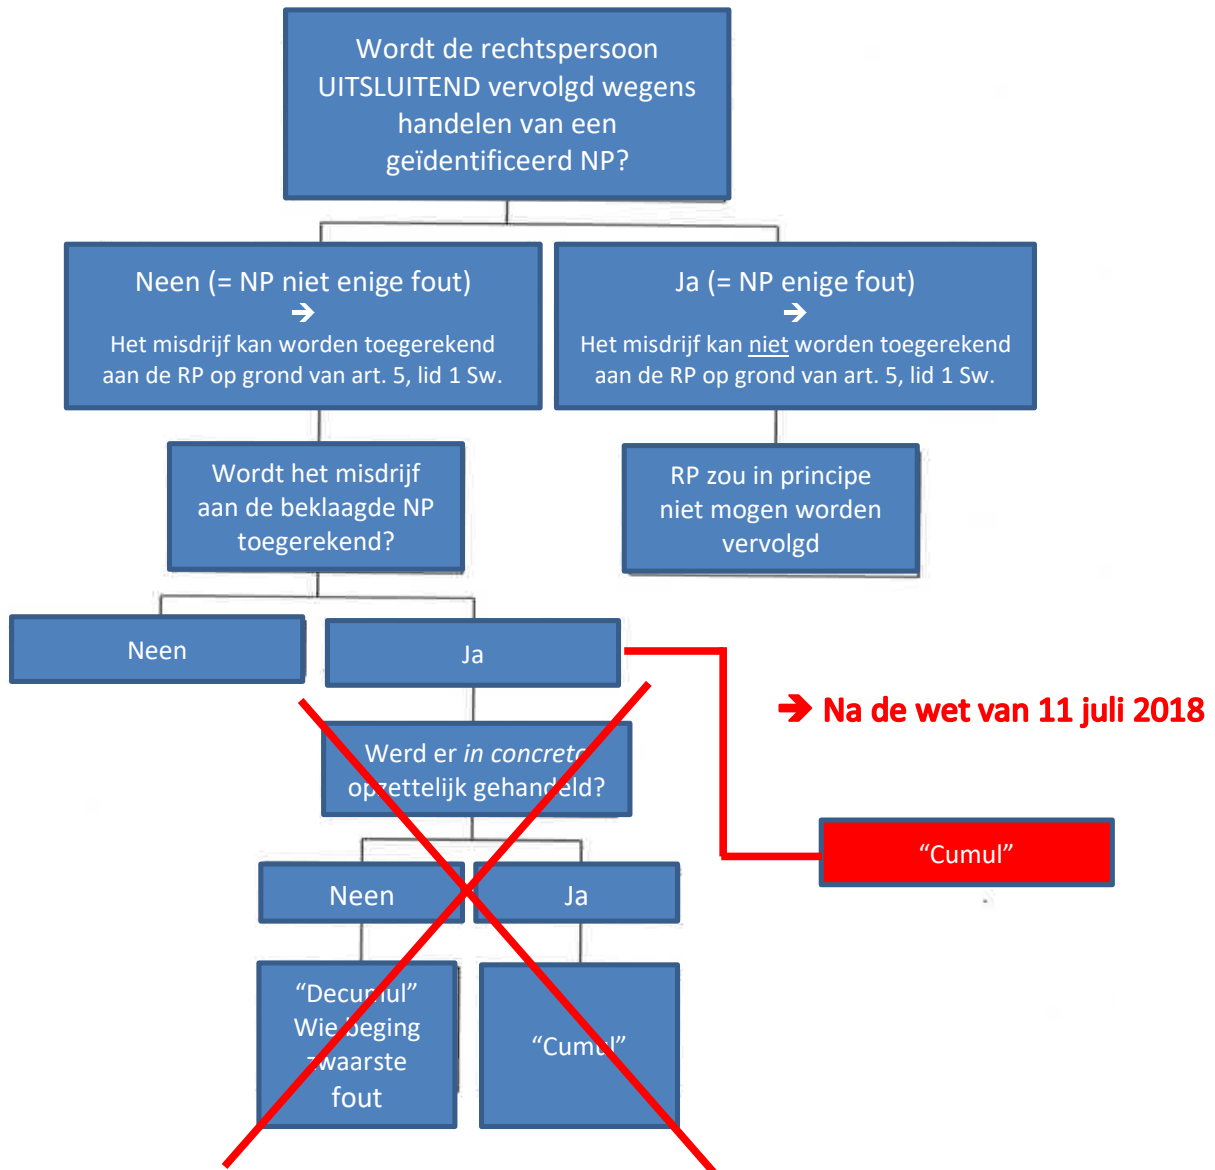 Wordt de rechtspersoon
UITSLUITEND vervolgd wegens
handelen van een
geïdentificeerd NP?
Neen (= NP niet enige fout)
➔
Het misdrijf kan worden toegerekend
aan de RP op grond van art. 5, lid 1 Sw.
Ja (= NP enige fout)
➔
Het misdrijf kan niet worden toegerekend
aan de RP op grond van art. 5, lid 1 Sw.
Wordt het misdrijf
aan de beklaagde NP
toegerekend?
RP zou in principe
niet mogen worden
vervolgd
Neen
Ja
➔ Na de wet van 11 juli 2018
Werd er in concreto
opzettelijk gehandeld?
“Cumul”
Neen
Ja
“Decumul”
Wie beging
zwaarste
fout
“Cumul”